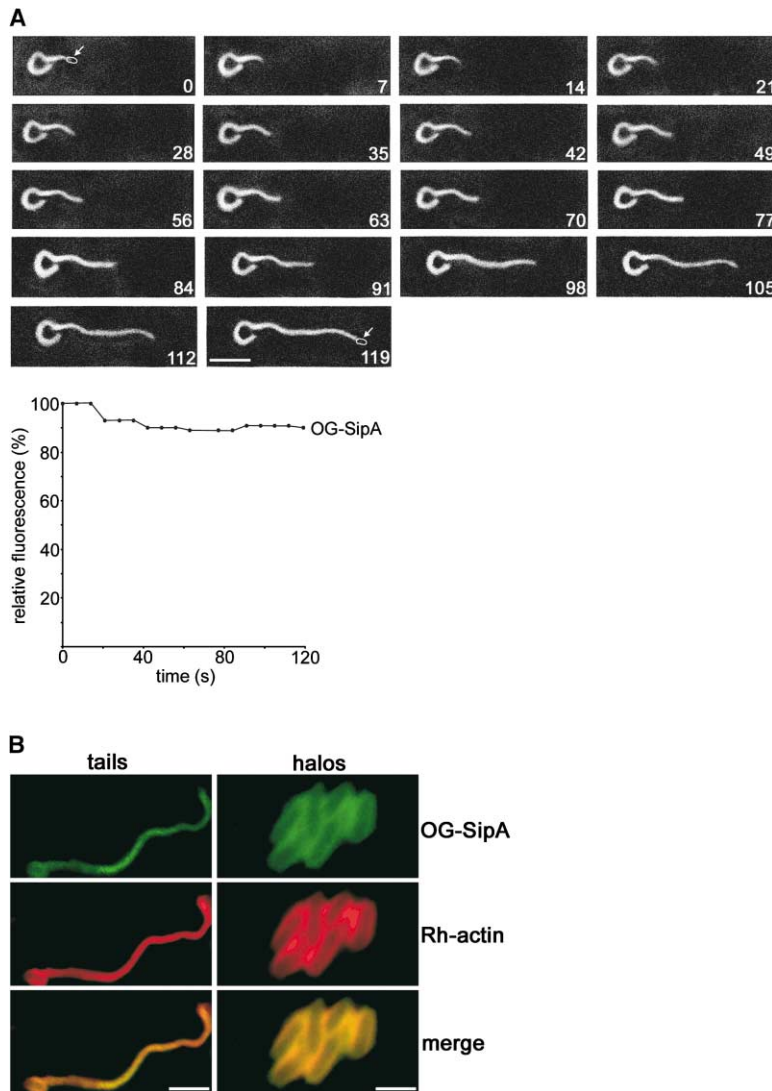 A
0 7 14 21
28 35 42 49
56 63 70 77
84 91 98 105
112 119
100
80
60
40
20
relative fluorescence (%)
OG-SipA
0 40 80 120
time (s)
B
tails halos
OG-SipA
Rh-actin
merge